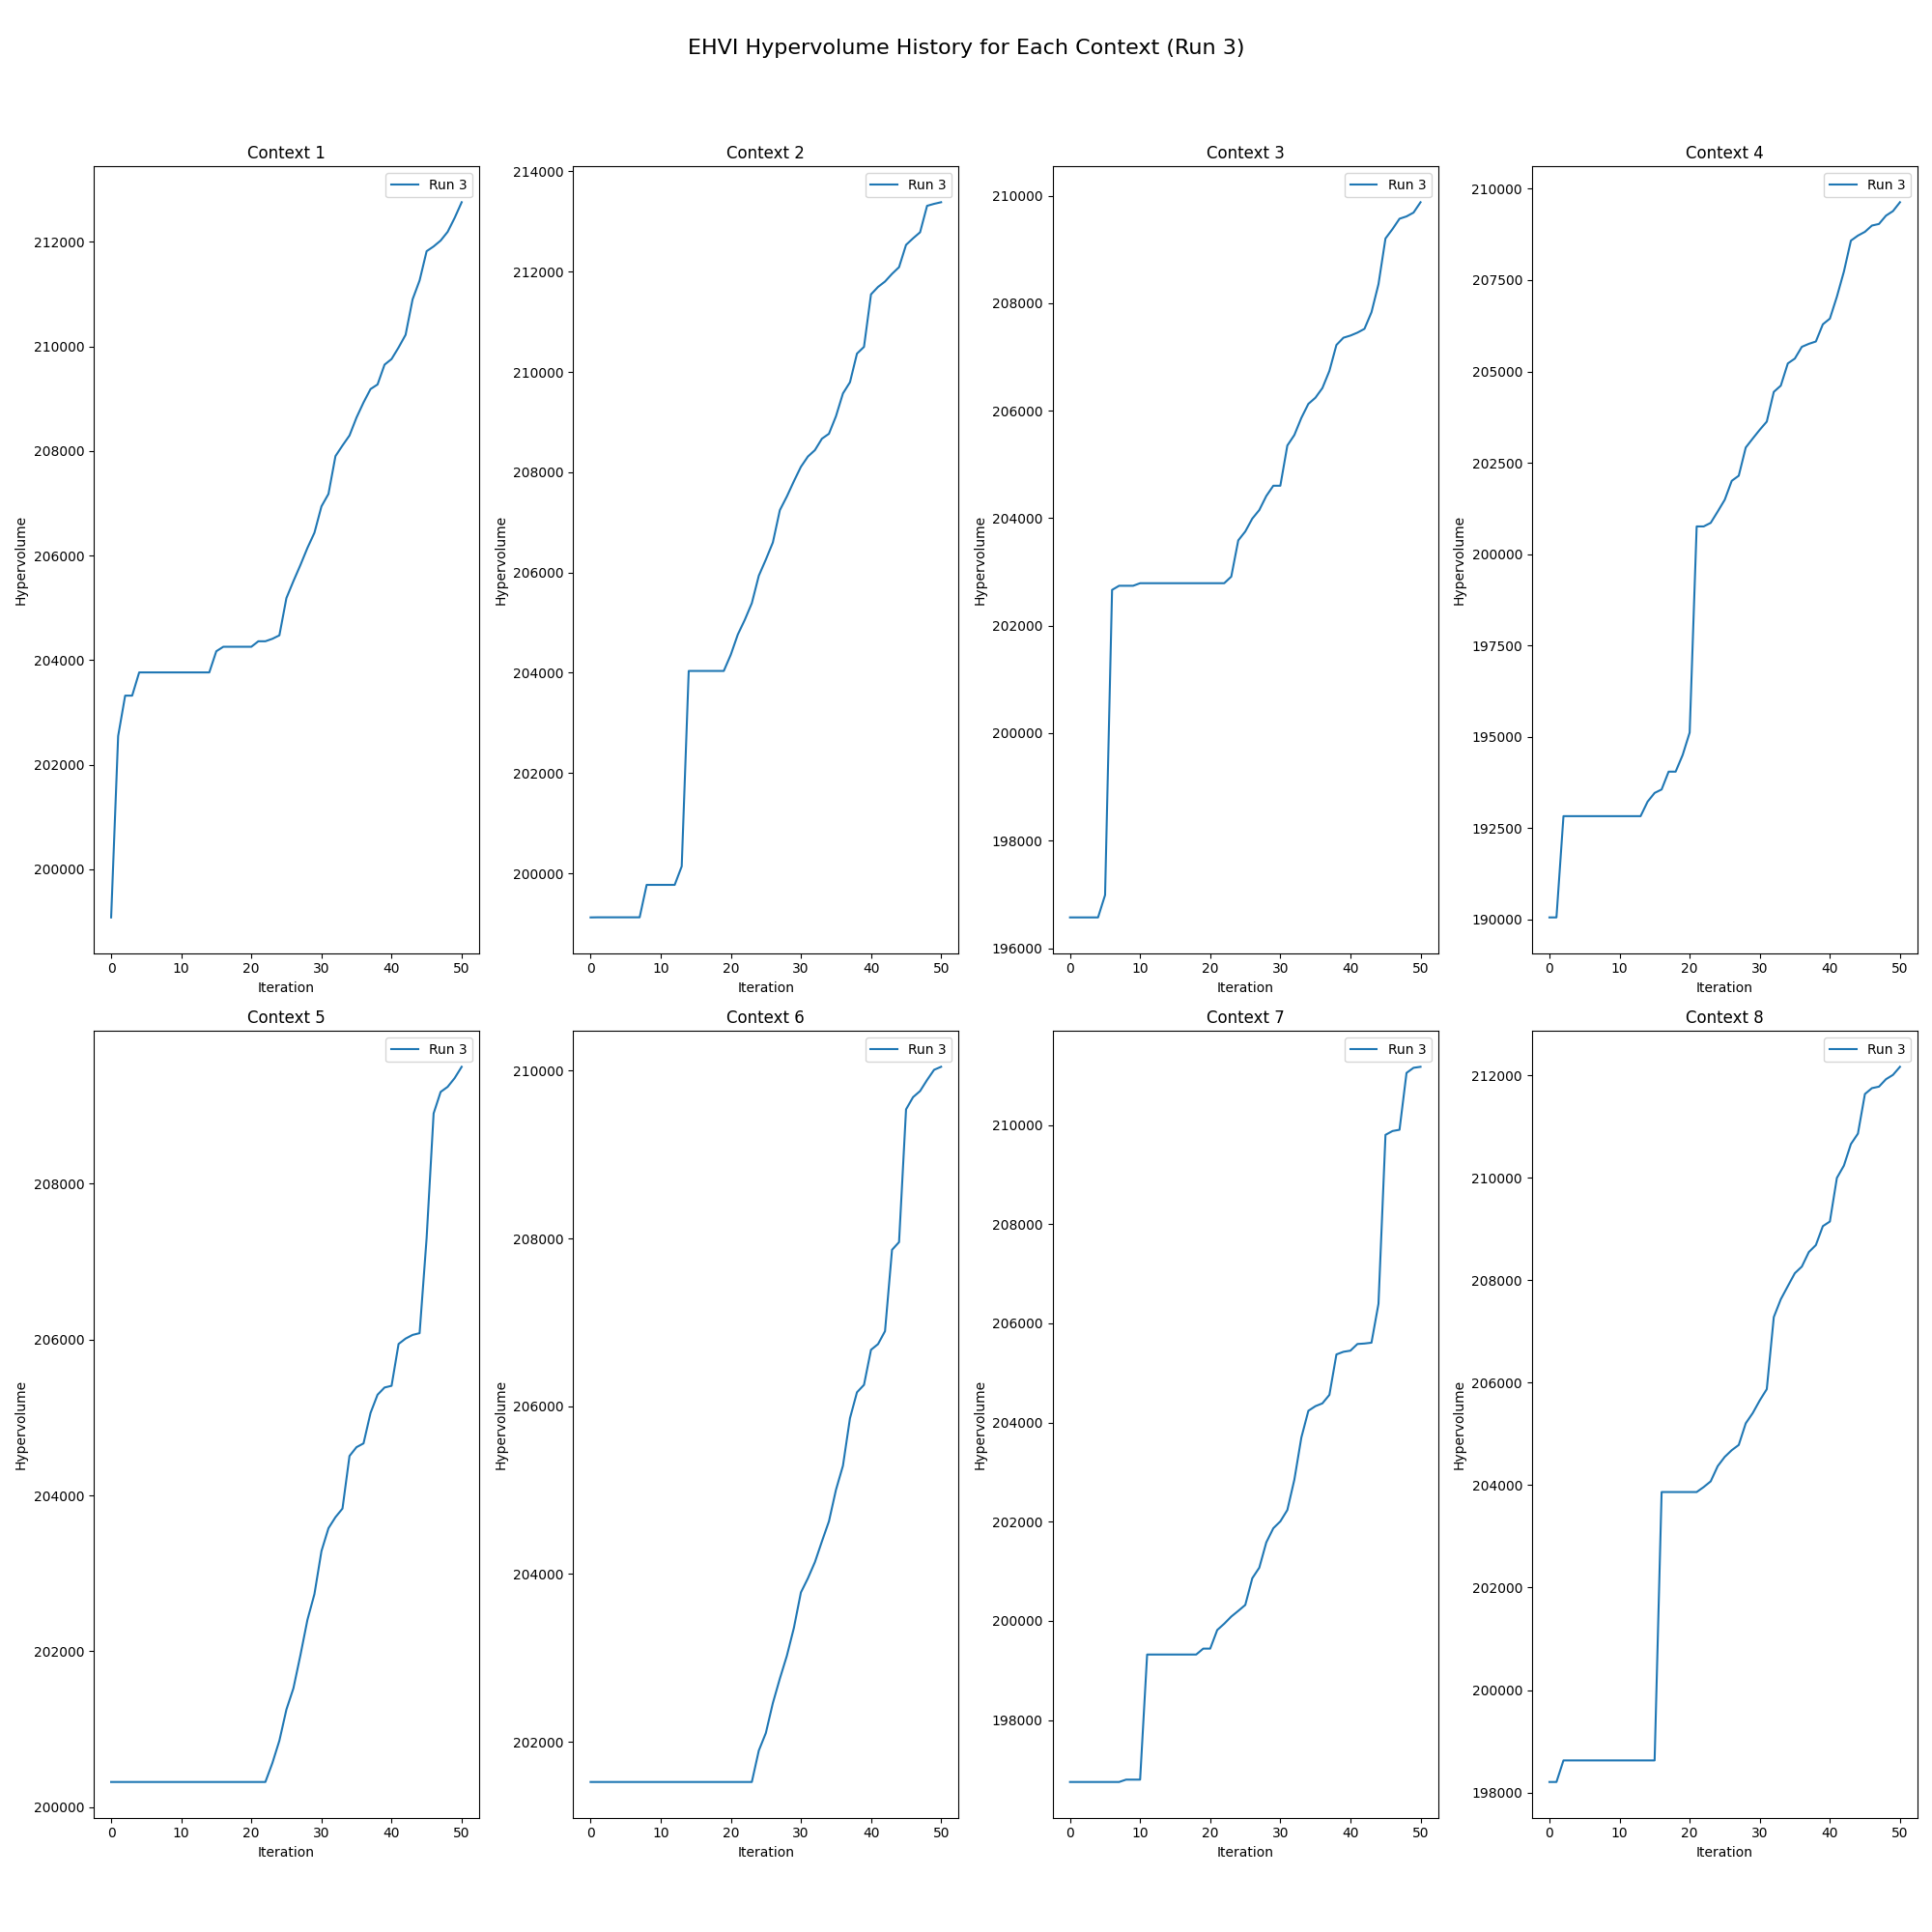 EHVI Hypervolume History for Each Context (Run 3)
Context 1
Run 3
212000
210000
208000
206000
204000
202000
200000
Hypervolume
0 10 20 30 40 50
Iteration
Context 2
Run 3
214000
212000
210000
208000
206000
204000
202000
200000
Hypervolume
0 10 20 30 40 50
Iteration
Context 3
Run 3
210000
208000
206000
204000
202000
200000
198000
196000
Hypervolume
0 10 20 30 40 50
Iteration
Context 4
Run 3
210000
207500
205000
202500
200000
197500
195000
192500
190000
Hypervolume
0 10 20 30 40 50
Iteration
Context 5
Run 3
208000
206000
204000
202000
200000
Hypervolume
0 10 20 30 40 50
Iteration
Context 6
Run 3
210000
208000
206000
204000
202000
Hypervolume
0 10 20 30 40 50
Iteration
Context 7
Run 3
210000
208000
206000
204000
202000
200000
198000
Hypervolume
0 10 20 30 40 50
Iteration
Context 8
Run 3
212000
210000
208000
206000
204000
202000
200000
198000
Hypervolume
0 10 20 30 40 50
Iteration